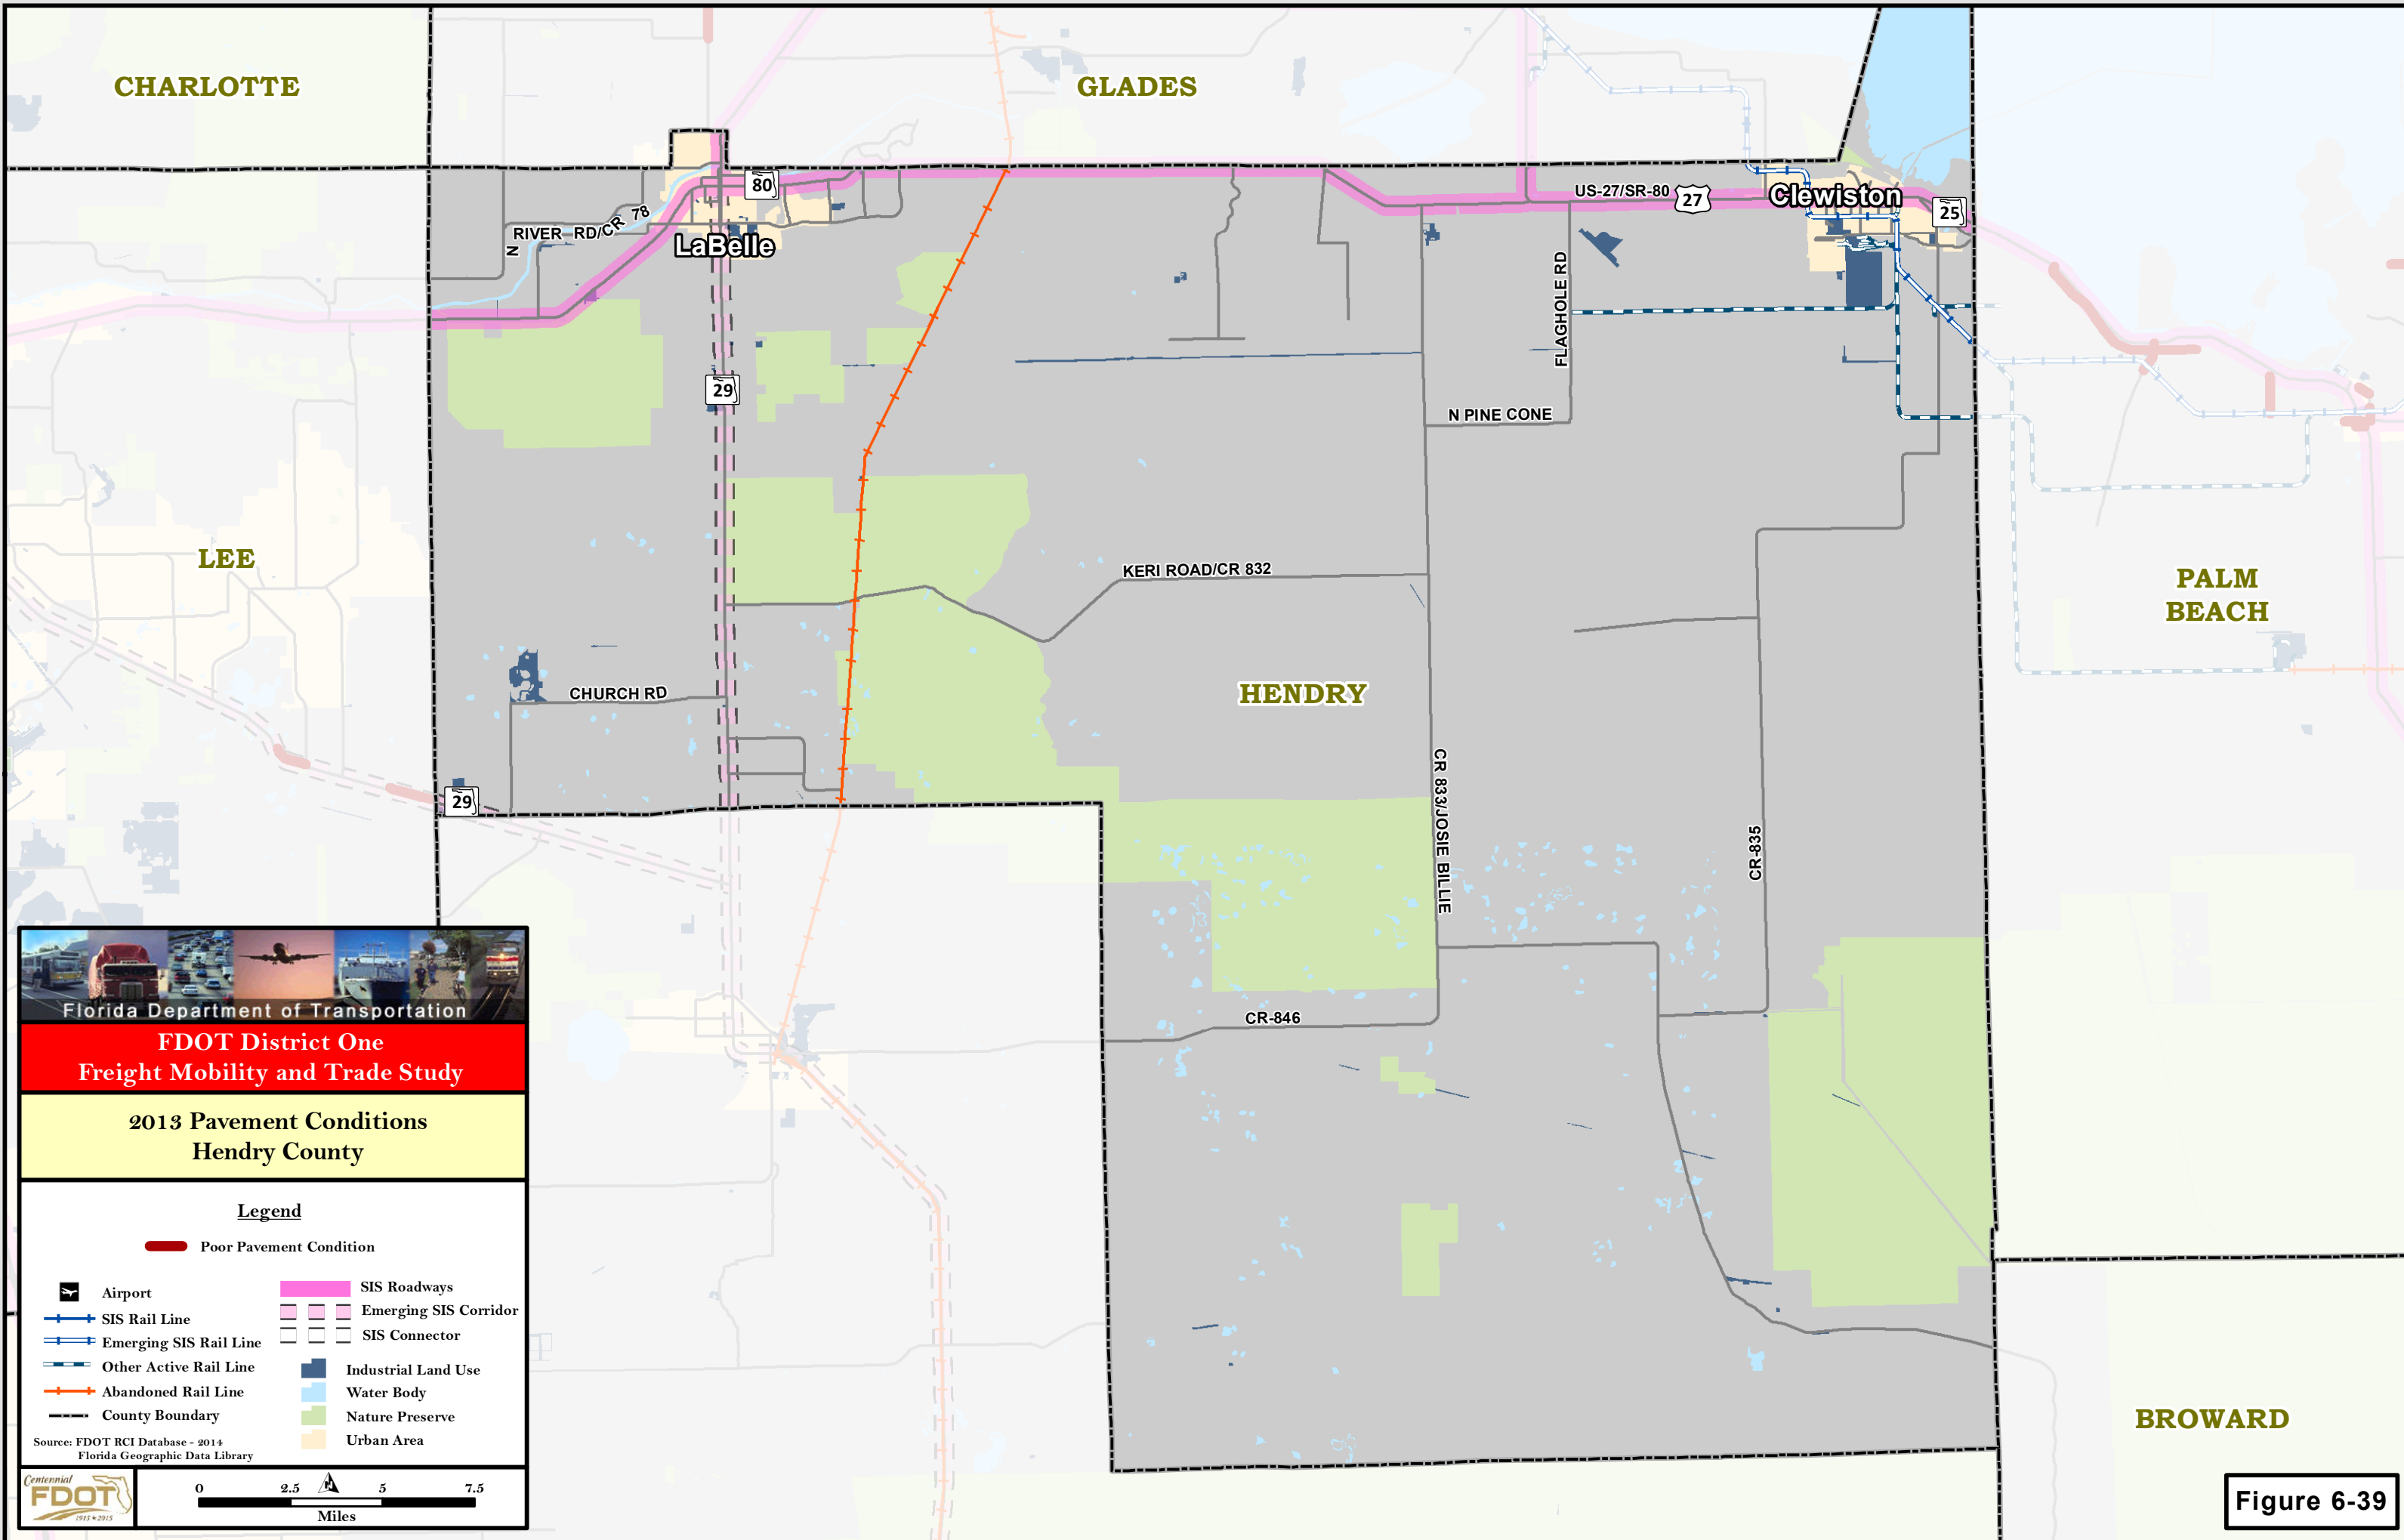 CHARLOTTE
GLADES
80
US-27/SR-80
27
Clewiston
25
N
RIVER RD/CR 78
LaBelle
FLAGHOLE RD
29
N PINE CONE
LEE
KERI ROAD/CR 832
PALM
BEACH
CHURCH RD
HENDRY
29
CR 833/JOSIE BILLIE
CR-835
CR-846
BROWARD
Florida Department of Transportation
FDOT District One
Freight Mobility and Trade Study
2013 Pavement Conditions
Hendry County
Legend
Poor Pavement Condition
Airport
SIS Rail Line
Emerging SIS Rail Line
Other Active Rail Line
Abandoned Rail Line
County Boundary
SIS Roadways
Emerging SIS Corridor
SIS Connector
Industrial Land Use
Water Body
Nature Preserve
Urban Area
Source: FDOT RCI Database - 2014
Florida Geographic Data Library
Centennial
FDOT
1915 ★ 2015
0 2.5 N 5 7.5
Miles
Figure 6-39